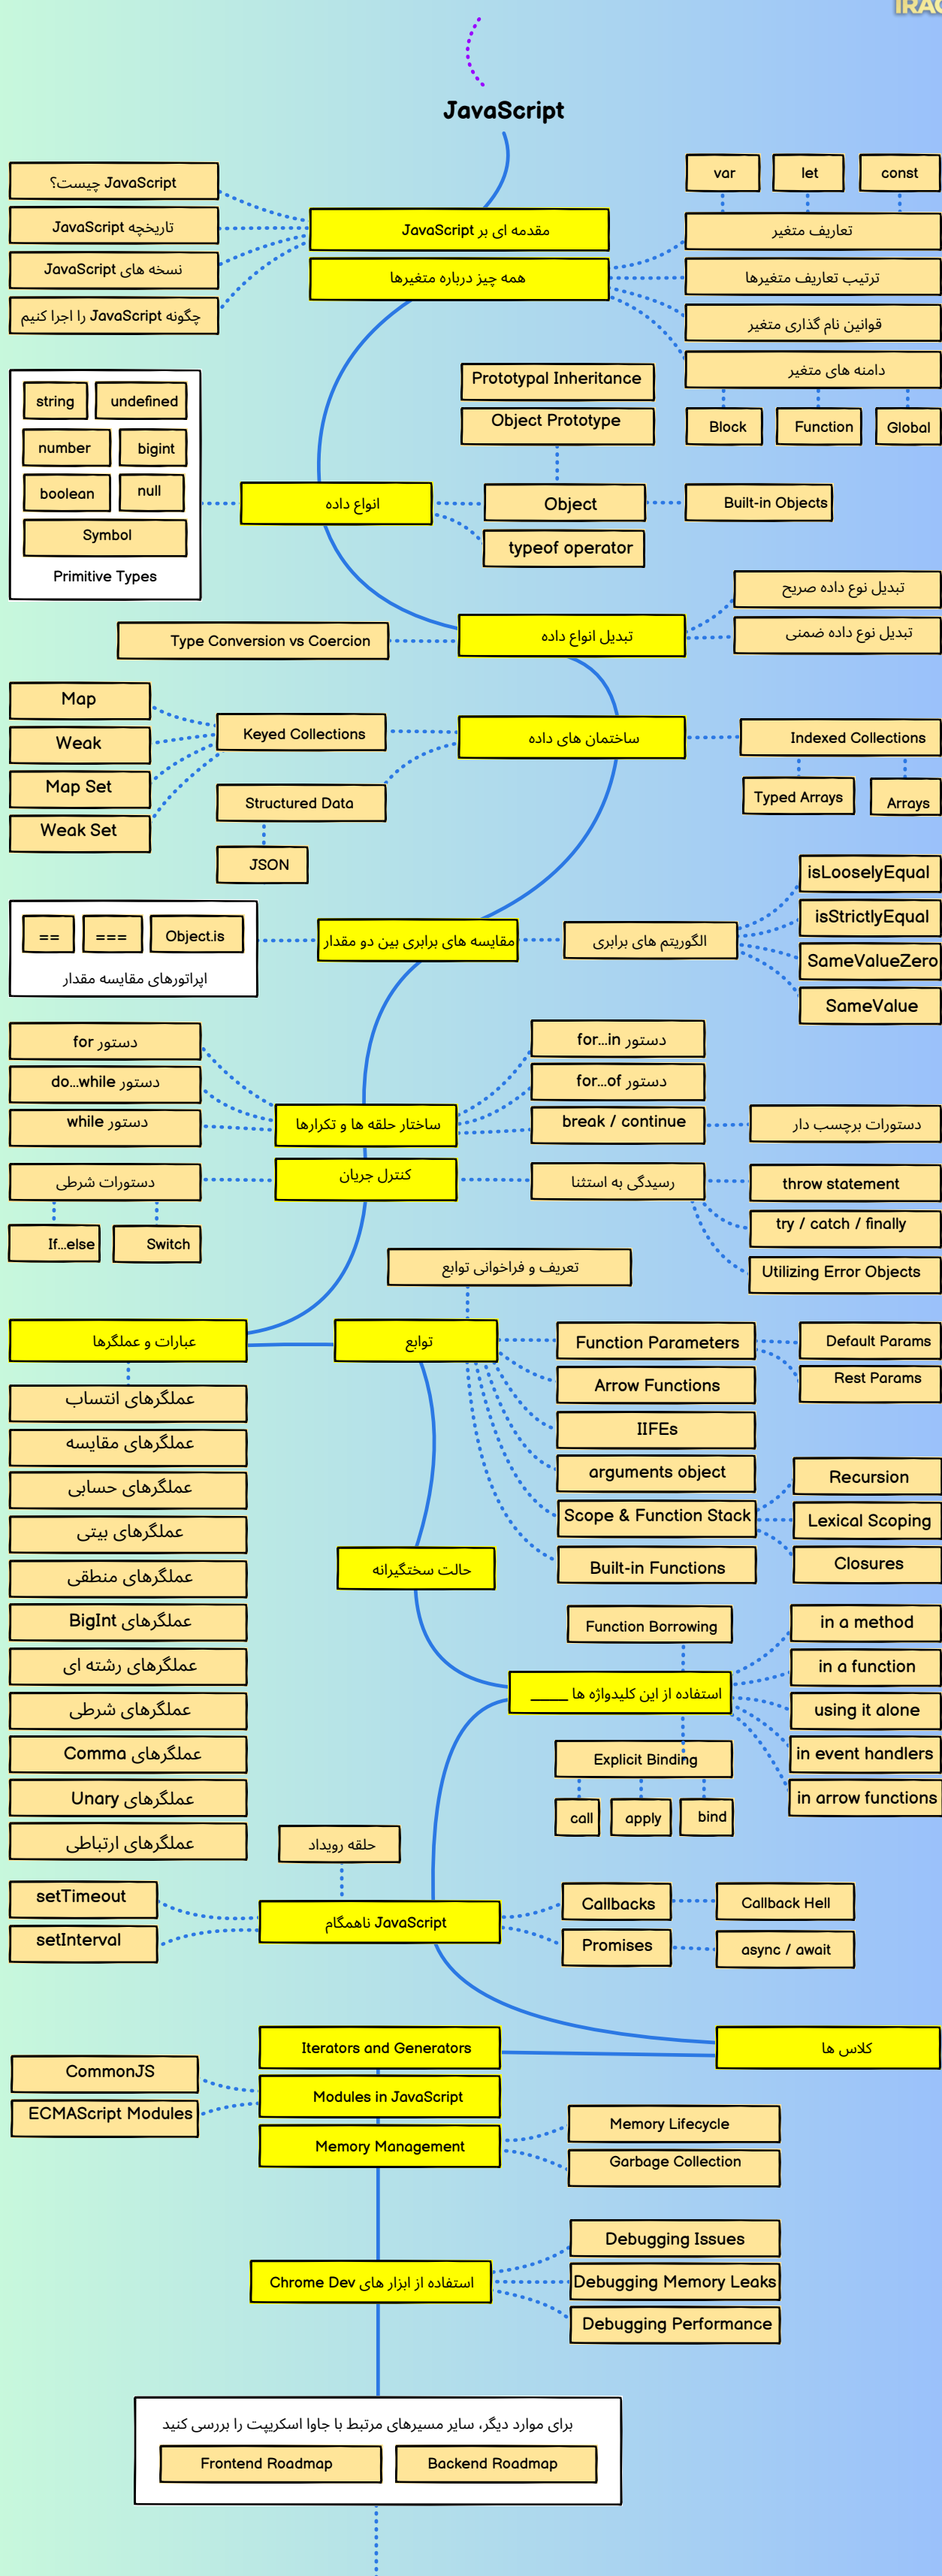 JavaScript
JavaScript چیست؟
تاریخچه JavaScript
نسخه های JavaScript
چگونه JavaScript را اجرا کنیم
مقدمه ای بر JavaScript
همه چیز درباره متغیرها
var
let
const
تعاریف متغیر
ترتیب تعاریف متغیرها
قوانین نام گذاری متغیر
دامنه های متغیر
Block
Function
Global
string
undefined
number
bigint
boolean
null
Symbol
Primitive Types
انواع داده
Prototypal Inheritance
Object Prototype
Object
typeof operator
Built-in Objects
Type Conversion vs Coercion
تبدیل انواع داده
تبدیل نوع داده صریح
تبدیل نوع داده ضمنی
Map
Weak
Map Set
Weak Set
Keyed Collections
Structured Data
JSON
ساختمان های داده
Indexed Collections
Typed Arrays
Arrays
==
===
Object.is
اپراتورهای مقایسه مقدار
مقایسه های برابری بین دو مقدار
الگوریتم های برابری
isLooselyEqual
isStrictlyEqual
SameValueZero
SameValue
دستور for
دستور do...while
دستور while
ساختار حلقه ها و تکرارها
دستور for...in
دستور for...of
break / continue
دستورات برچسب دار
دستورات شرطی
If...else
Switch
کنترل جریان
رسیدگی به استثنا
throw statement
try / catch / finally
Utilizing Error Objects
تعریف و فراخوانی توابع
عبارات و عملگرها
عملگرهای انتساب
عملگرهای مقایسه
عملگرهای حسابی
عملگرهای بیتی
عملگرهای منطقی
عملگرهای BigInt
عملگرهای رشته ای
عملگرهای شرطی
عملگرهای Comma
عملگرهای Unary
عملگرهای ارتباطی
توابع
Function Parameters
Default Params
Rest Params
Arrow Functions
IIFEs
arguments object
Scope & Function Stack
Recursion
Lexical Scoping
Closures
Built-in Functions
حالت سختگیرانه
Function Borrowing
استفاده از این کلیدواژه ها _____
in a method
in a function
using it alone
in event handlers
in arrow functions
Explicit Binding
call
apply
bind
حلقه رویداد
setTimeout
setInterval
JavaScript ناهمگام
Callbacks
Callback Hell
Promises
async / await
کلاس ها
Iterators and Generators
CommonJS
ECMAScript Modules
Modules in JavaScript
Memory Management
Memory Lifecycle
Garbage Collection
استفاده از ابزار های Chrome Dev
Debugging Issues
Debugging Memory Leaks
Debugging Performance
برای موارد دیگر، سایر مسیرهای مرتبط با جاوا اسکریپت را بررسی کنید
Frontend Roadmap
Backend Roadmap